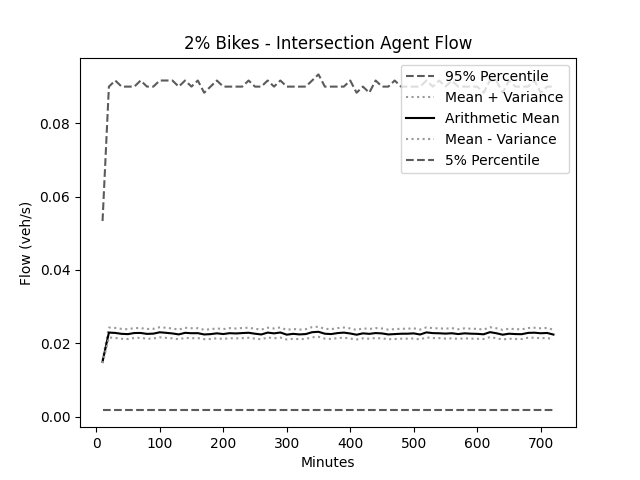 2% Bikes - Intersection Agent Flow
95% Percentile
Mean + Variance
Arithmetic Mean
Mean - Variance
5% Percentile
Flow (veh/s)
0.08
0.06
0.04
0.02
0.00
0 100 200 300 400 500 600 700
Minutes